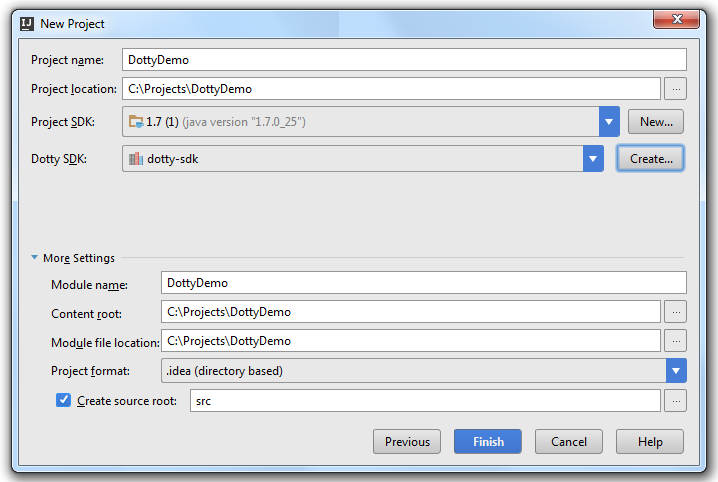 New Project
Project name: DottyDemo
Project location: C:\Projects\DottyDemo ...
Project SDK: 1.7 (1) (java version "1.7.0_25") New...
Dotty SDK: dotty-sdk Create...
More Settings
Module name: DottyDemo
Content root: C:\Projects\DottyDemo ...
Module file location: C:\Projects\DottyDemo ...
Project format: .idea (directory based)
Create source root: src ...
Previous Finish Cancel Help